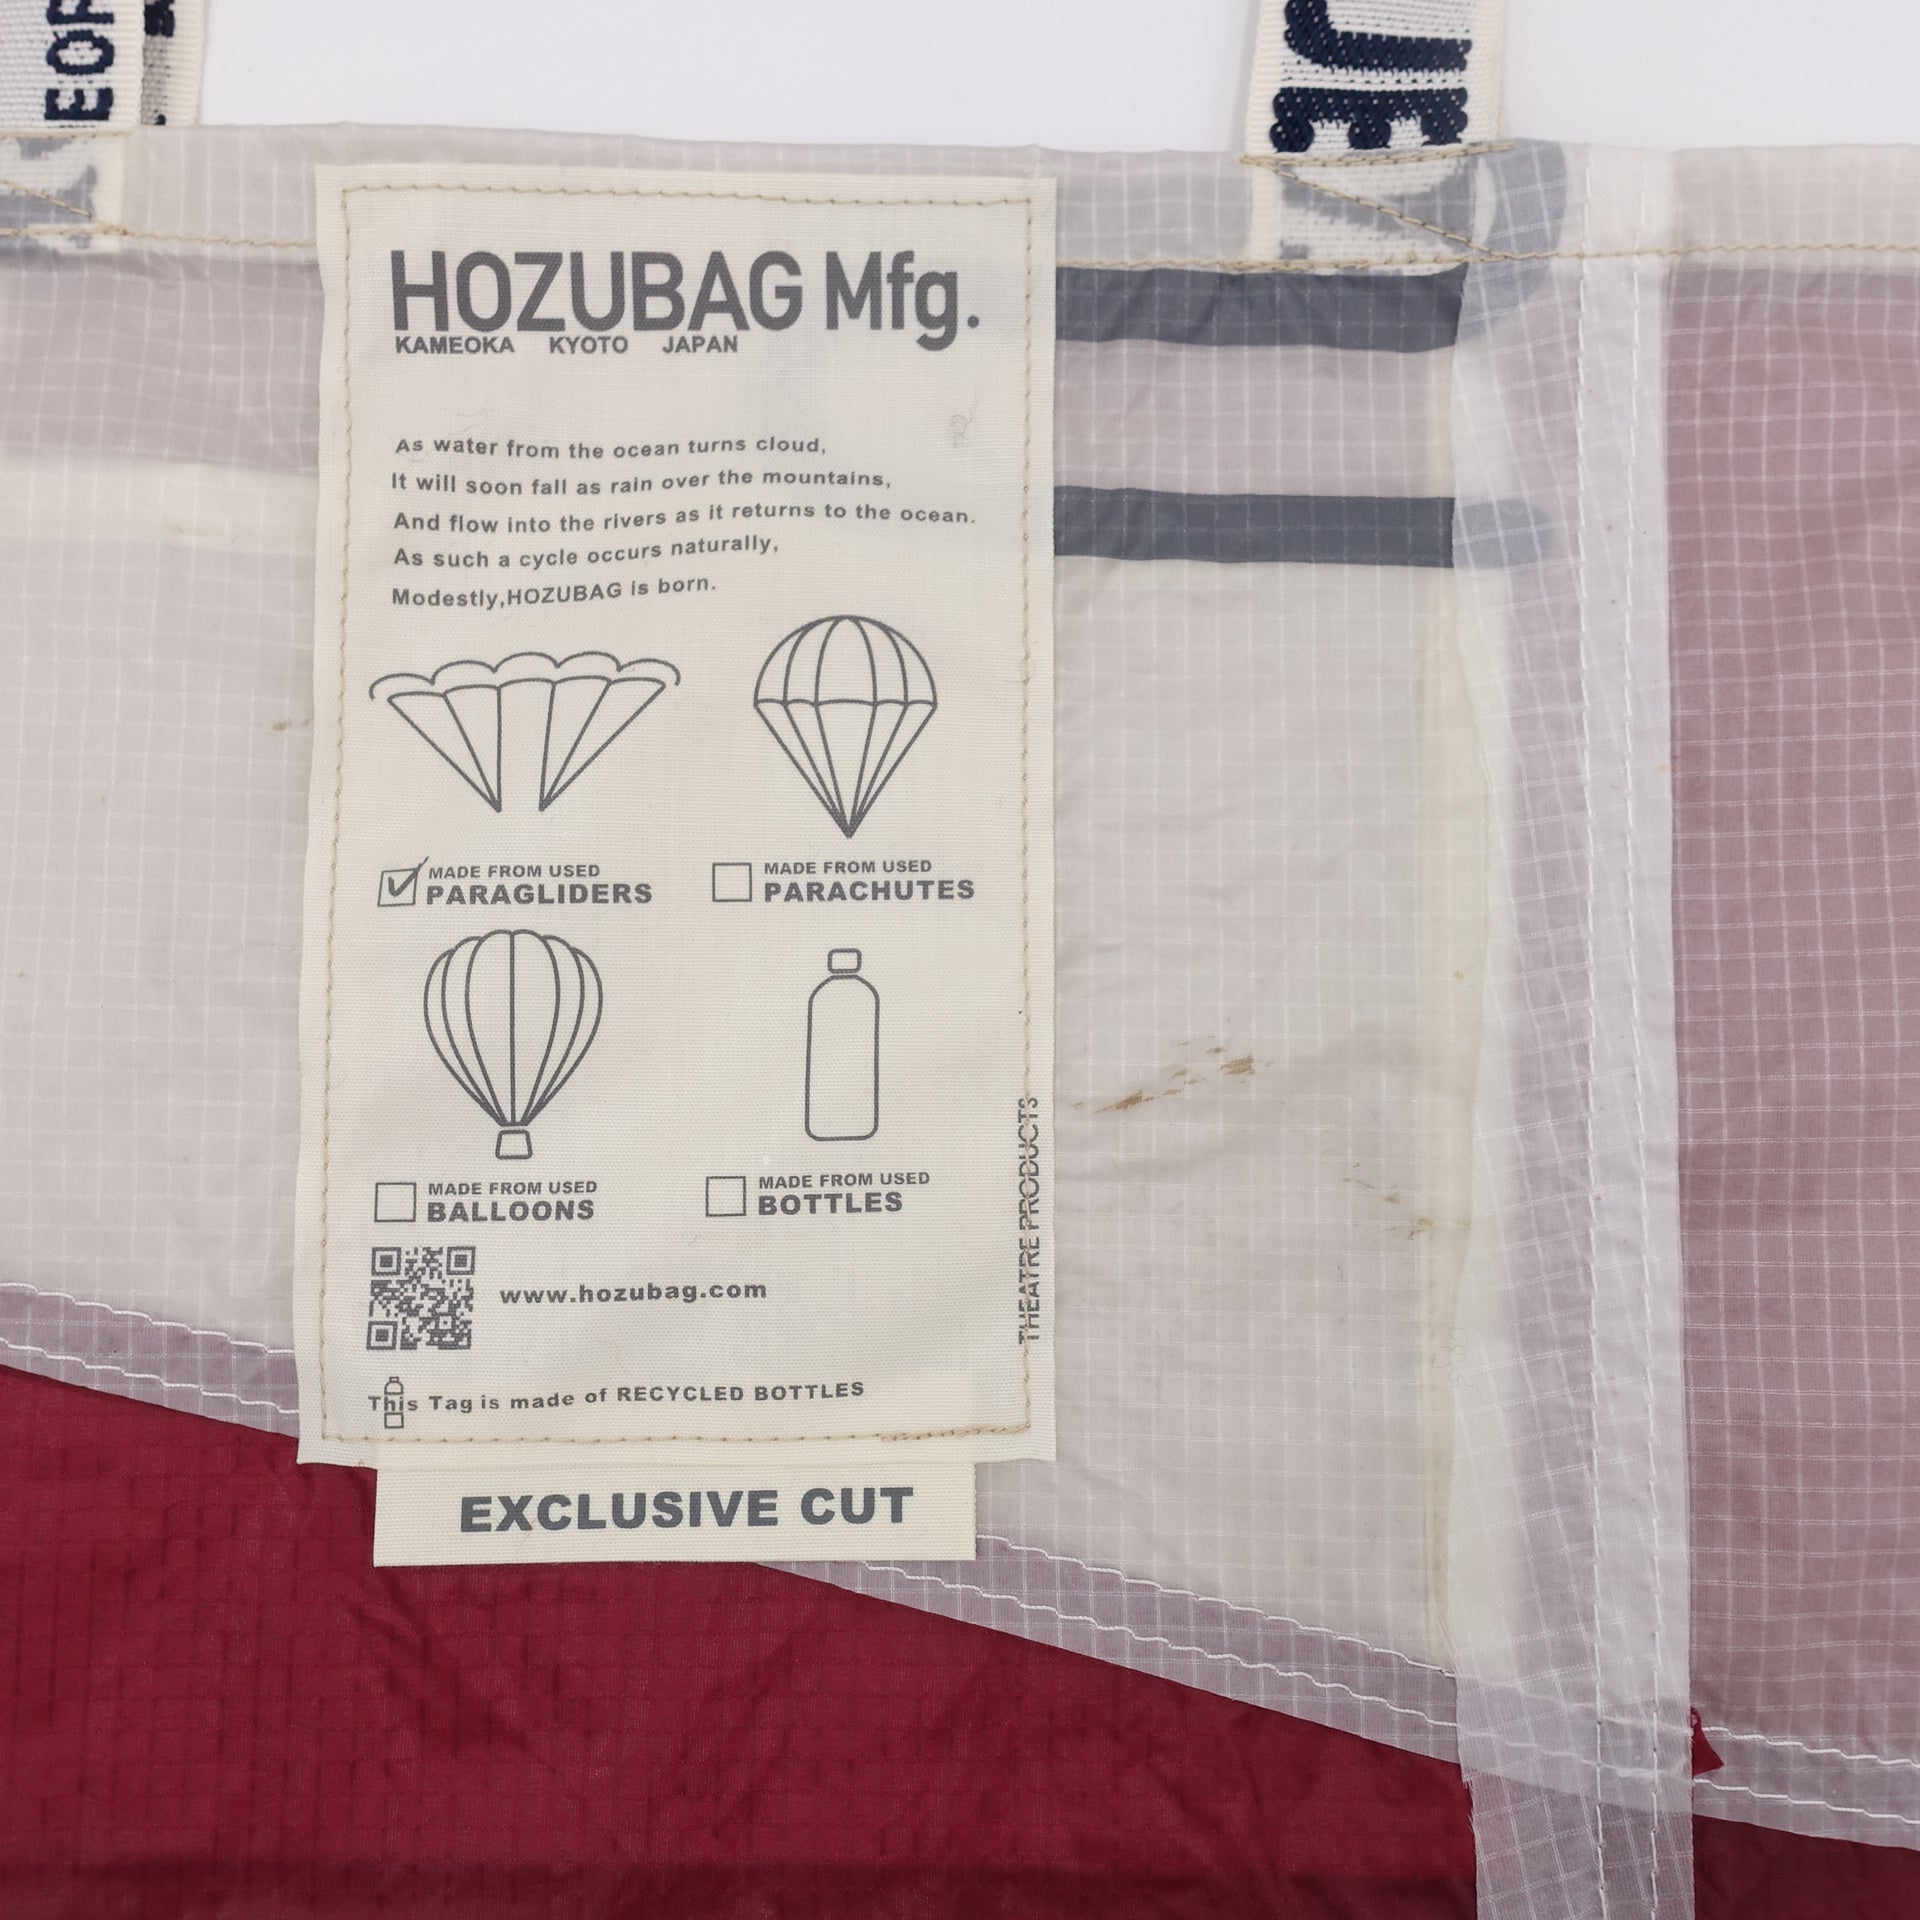 HOZUBAG Mfg.
KAMEOKA KYOTO JAPAN
As water from the ocean turns cloud,
It will soon fall as rain over the mountains,
And flow into the rivers as it returns to the ocean.
As such a cycle occurs naturally,
Modestly,HOZUBAG is born.
MADE FROM USED
PARAGLIDERS
MADE FROM USED
PARACHUTES
MADE FROM USED
BALLOONS
MADE FROM USED
BOTTLES
www.hozubag.com
THEATRE PRODUCTS
This Tag is made of RECYCLED BOTTLES
EXCLUSIVE CUT